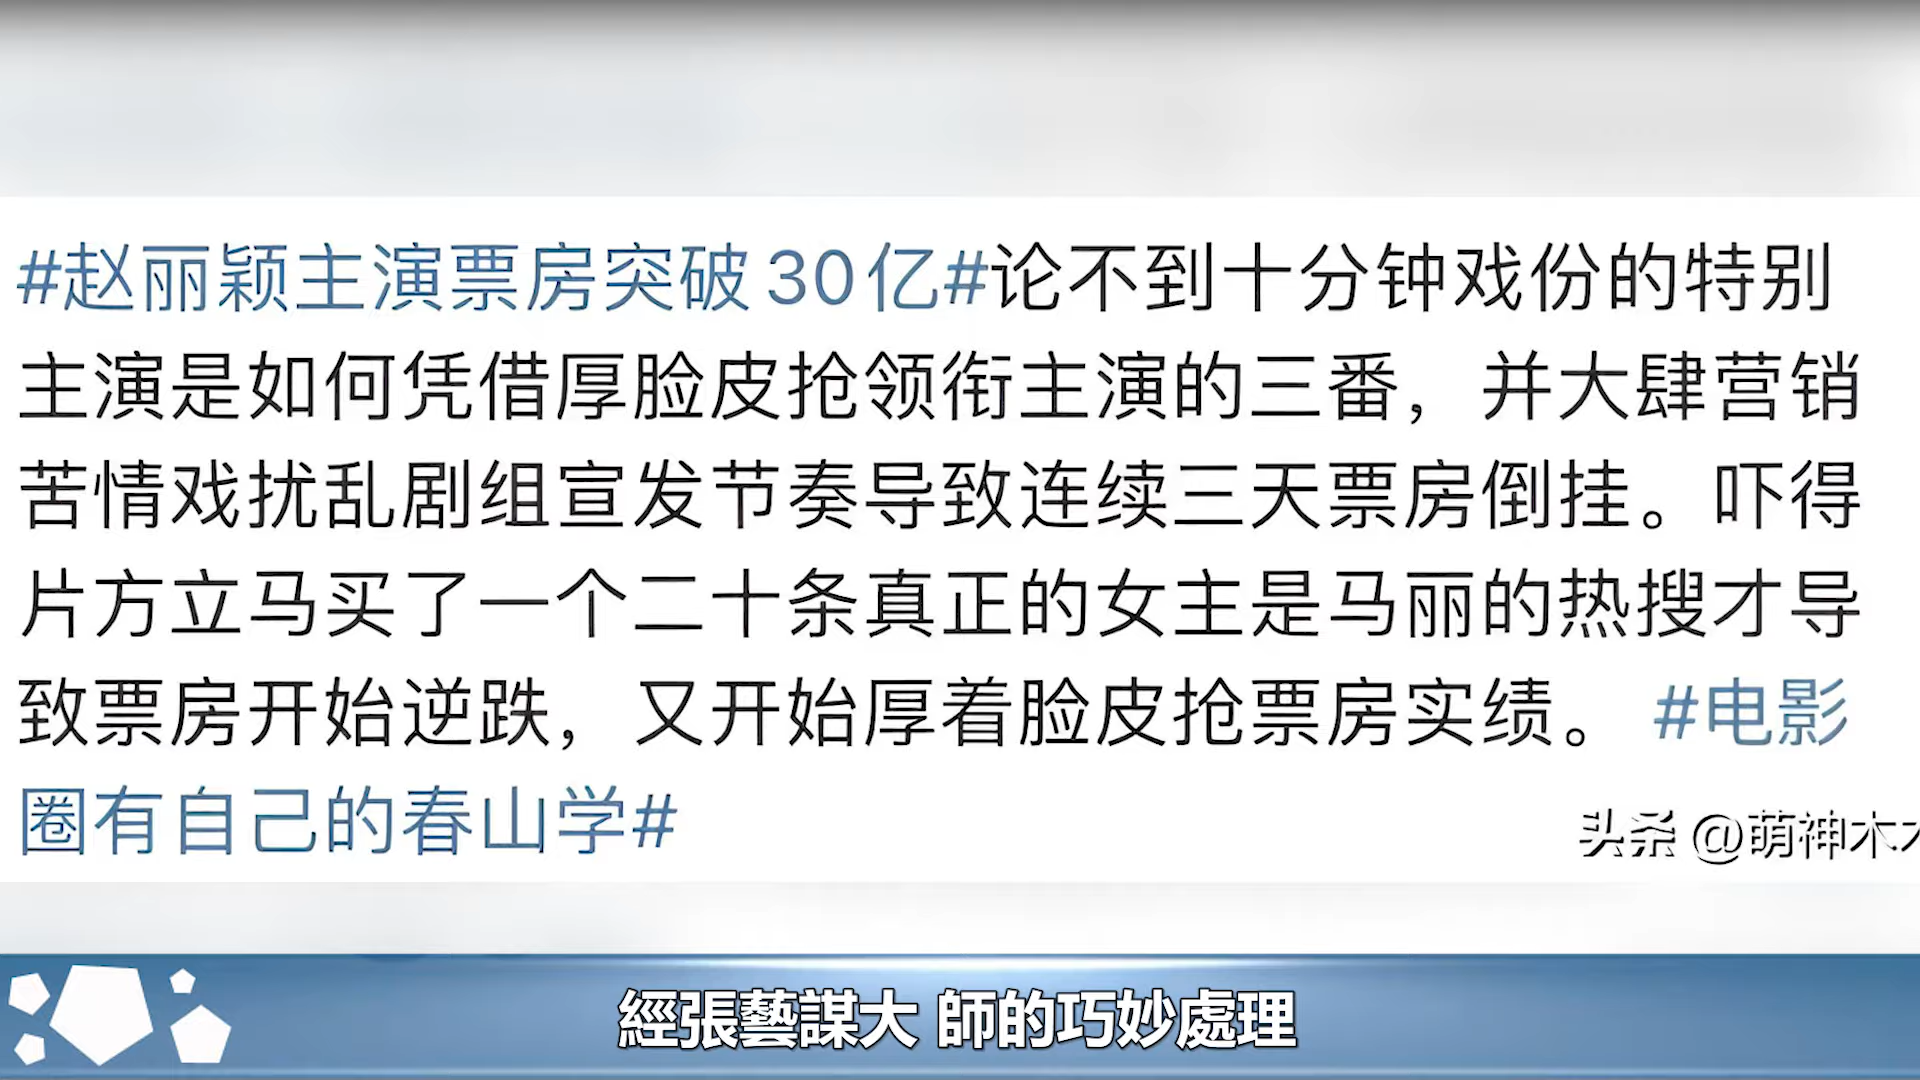 #赵丽颖主演票房突破30亿#论不到十分钟戏份的特别
主演是如何凭借厚脸皮抢领衔主演的三番，并大肆营销
苦情戏扰乱剧组宣发节奏导致连续三天票房倒挂。吓得
片方立马买了一个二十条真正的女主是马丽的热搜才导
致票房开始逆跌，又开始厚着脸皮抢票房实绩。 #电影
圈有自己的春山学#
头条 @萌神木
經張藝謀大 師的巧妙處理